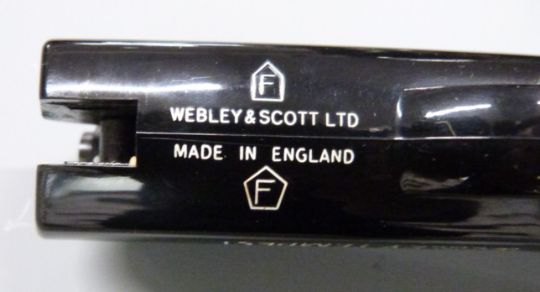 F
WEBLEY & SCOTT LTD
MADE IN ENGLAND
F